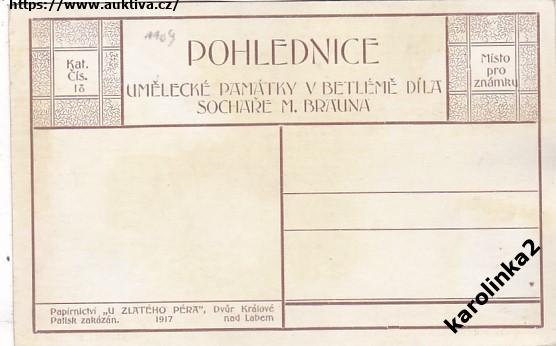 https://www.auktiva.cz/
1909
Kat.
Čís.
18
POHLEDNICE
UMĚLECKÉ PAMÁTKY V BETLÉMĚ DÍLA
SOCHAŘE M. BRAUNA
Místo
pro
známku
Papírnictví „U ZLATÉHO PÉRA", Dvůr Králové
Patisk zakázán. 1917 nad Labem
karolinka2